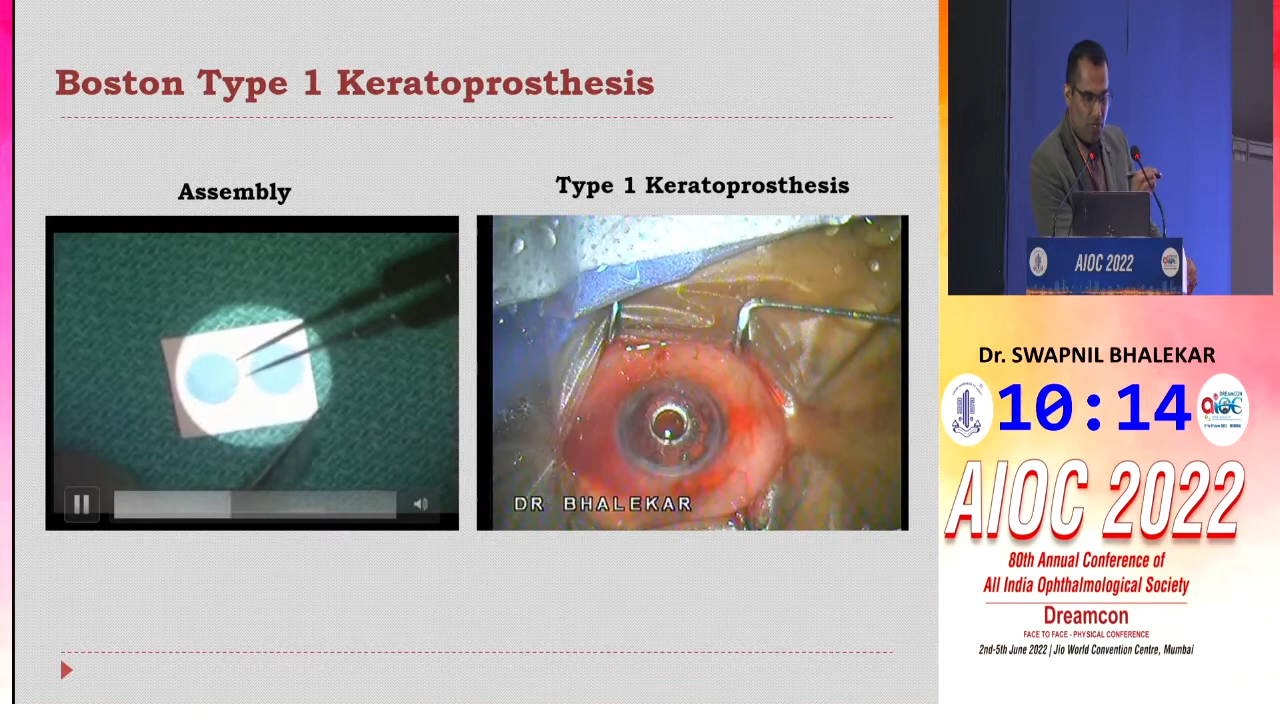 Boston Type 1 Keratoprosthesis
Assembly
Type 1 Keratoprosthesis
DR BHALEKAR
AIOC 2022
Dr. SWAPNIL BHALEKAR
10:14
AIOC 2022
80th Annual Conference of
All India Ophthalmological Society
Dreamcon
FACE TO FACE - PHYSICAL CONFERENCE
2nd-5th June 2022 | Jio World Convention Centre, Mumbai